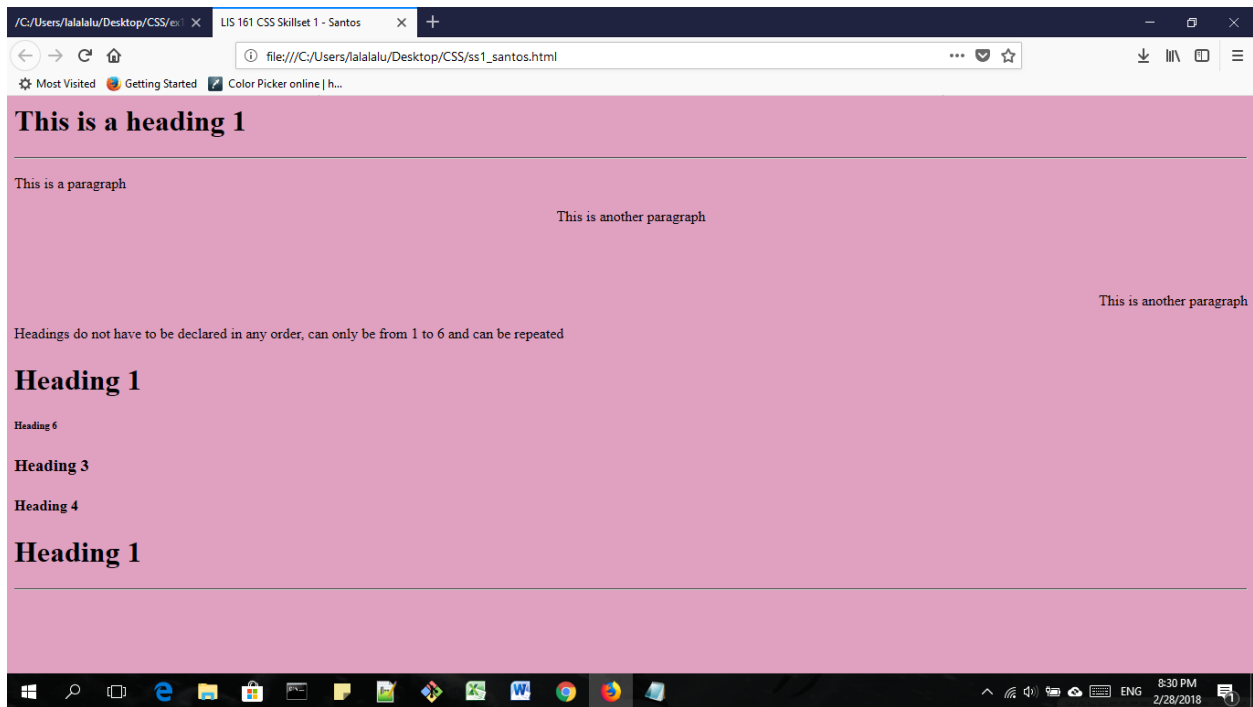 /C:/Users/lalalalu/Desktop/CSS/ex1 LIS 161 CSS Skillset 1 - Santos
file:///C:/Users/lalalalu/Desktop/CSS/ss1_santos.html
Most Visited Getting Started Color Picker online | h...
This is a heading 1
This is a paragraph
This is another paragraph
This is another paragraph
Headings do not have to be declared in any order, can only be from 1 to 6 and can be repeated
Heading 1
Heading 6
Heading 3
Heading 4
Heading 1
ENG 8:30 PM
2/28/2018